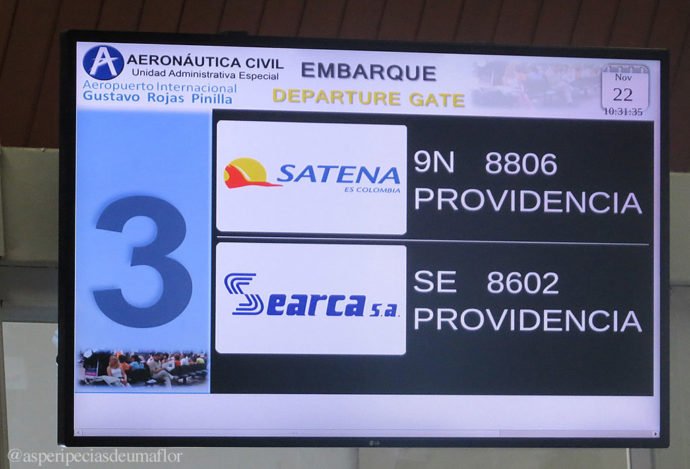 AERONÁUTICA CIVIL
Unidad Administrativa Especial
Aeropuerto Internacional
Gustavo Rojas Pinilla
EMBARQUE
DEPARTURE GATE
Nov
22
10:31:35
3
SATENA
ES COLOMBIA
9N 8806
PROVIDENCIA
Searca s.a.
SE 8602
PROVIDENCIA
LG
@asperipeciasdeumaflor